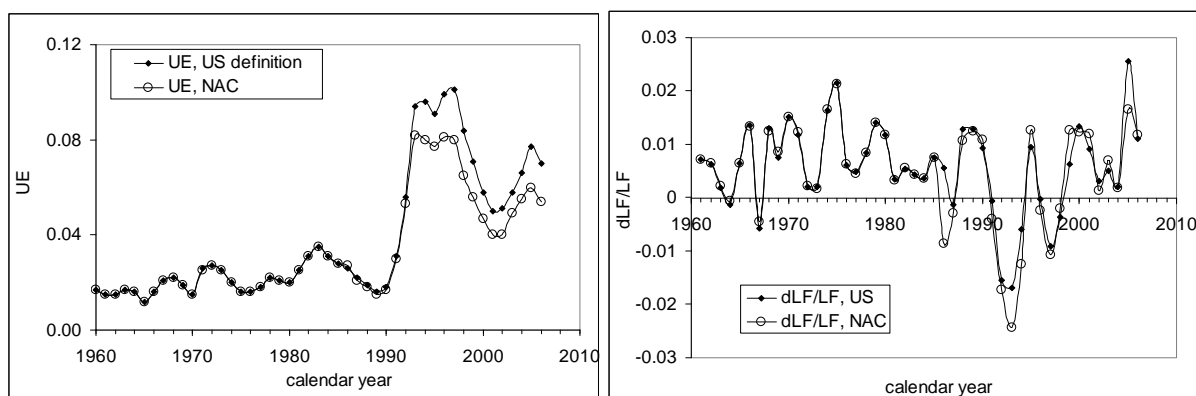 UE
0.12
0.08
0.04
0.00
UE, US definition
UE, NAC
1960 1970 1980 1990 2000 2010
calendar year
dLF/LF
0.03
0.02
0.01
0
-0.01
-0.02
-0.03
1960 1970 1980 1990 2000 2010
dLF/LF, US
dLF/LF, NAC
calendar year